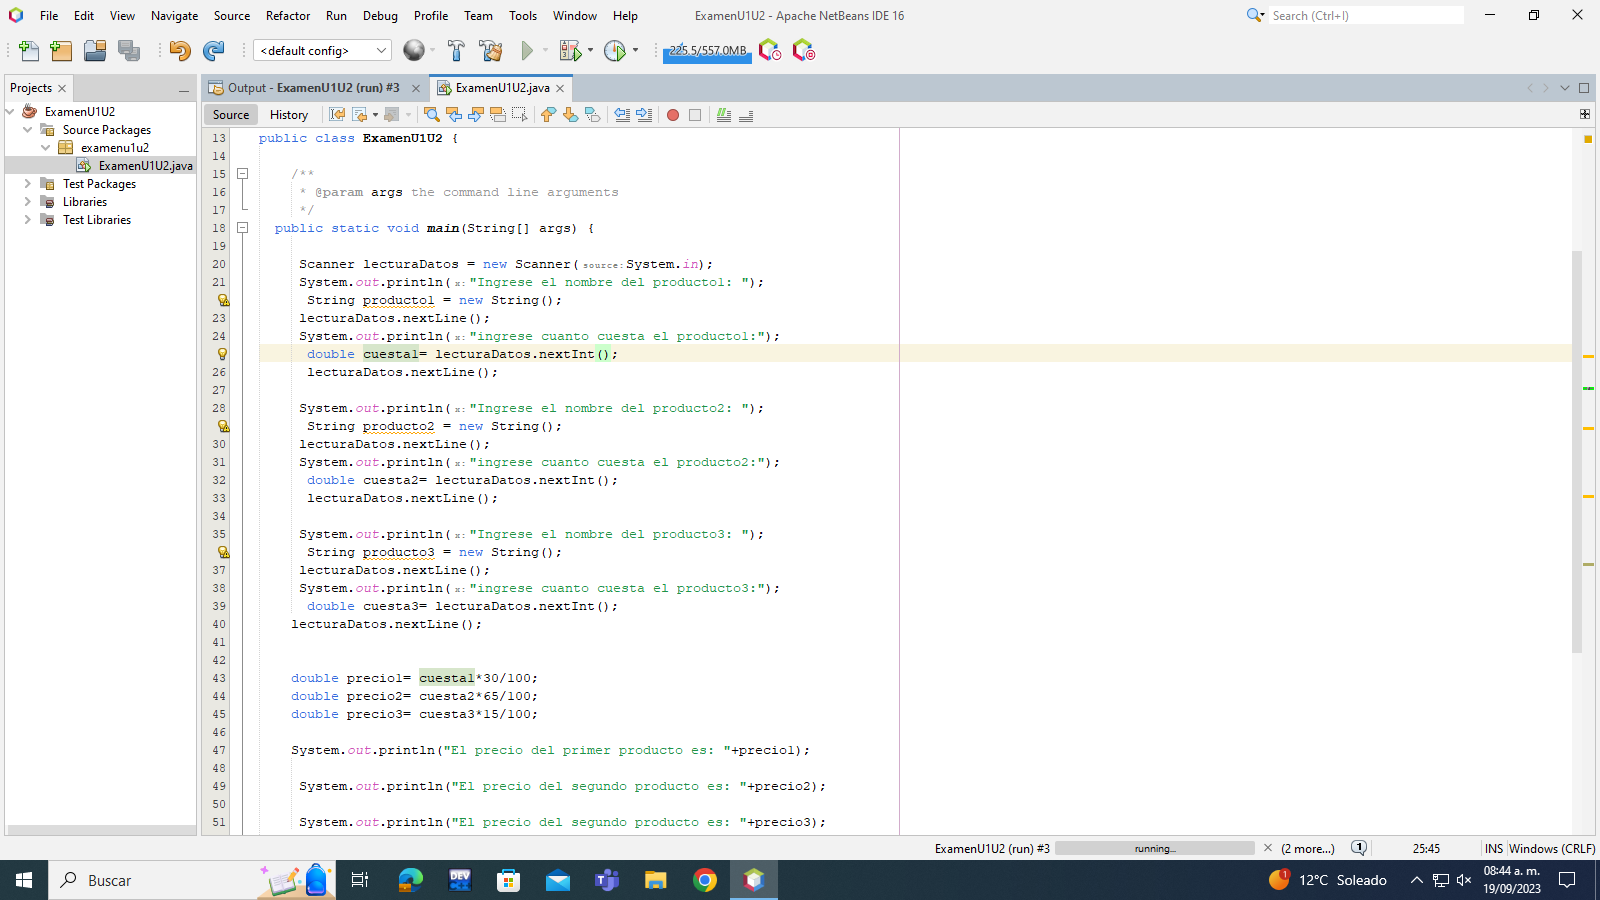 File Edit View Navigate Source Refactor Run Debug Profile Team Tools Window Help ExamenU1U2 - Apache NetBeans IDE 16 Search (Ctrl+I)
<default config> 225.5/557.0MB
Projects Output - ExamenU1U2 (run) #3 ExamenU1U2.java
ExamenU1U2
Source Packages
examenu1u2
ExamenU1U2.java
Test Packages
Libraries
Test Libraries
Source History
13 public class ExamenU1U2 {
14
15 /**
16 * @param args the command line arguments
17 */
18 public static void main(String[] args) {
19
20 Scanner lecturaDatos = new Scanner(source:System.in);
21 System.out.println(x:"Ingrese el nombre del producto1: ");
String producto1 = new String();
23 lecturaDatos.nextLine();
24 System.out.println(x:"ingrese cuanto cuesta el producto1:");
double cuesta1= lecturaDatos.nextInt();
26 lecturaDatos.nextLine();
27
28 System.out.println(x:"Ingrese el nombre del producto2: ");
String producto2 = new String();
30 lecturaDatos.nextLine();
31 System.out.println(x:"ingrese cuanto cuesta el producto2:");
32 double cuesta2= lecturaDatos.nextInt();
33 lecturaDatos.nextLine();
34
35 System.out.println(x:"Ingrese el nombre del producto3: ");
String producto3 = new String();
37 lecturaDatos.nextLine();
38 System.out.println(x:"ingrese cuanto cuesta el producto3:");
39 double cuesta3= lecturaDatos.nextInt();
40 lecturaDatos.nextLine();
41
42
43 double precio1= cuesta1*30/100;
44 double precio2= cuesta2*65/100;
45 double precio3= cuesta3*15/100;
46
47 System.out.println("El precio del primer producto es: "+precio1);
48
49 System.out.println("El precio del segundo producto es: "+precio2);
50
51 System.out.println("El precio del segundo producto es: "+precio3);
ExamenU1U2 (run) #3 running... (2 more...) 1 25:45 INS Windows (CRLF)
Buscar DEV 1 12°C Soleado 08:44 a. m.
19/09/2023